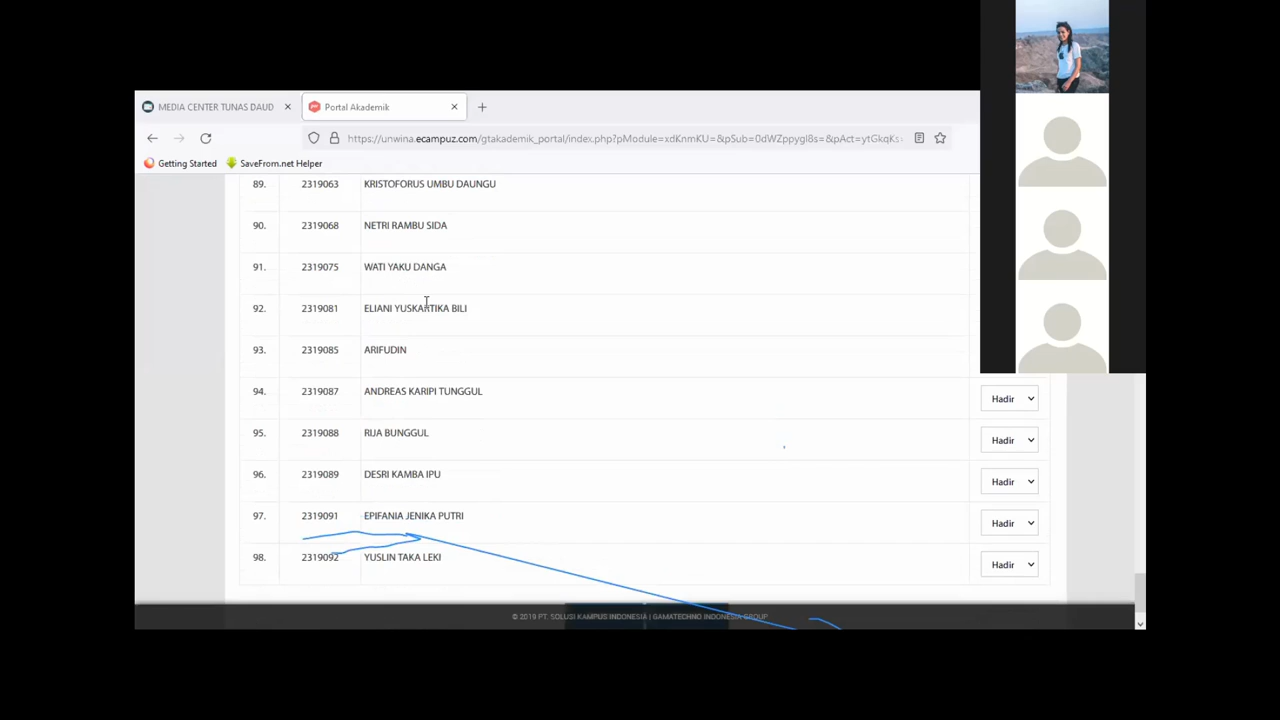 MEDIA CENTER TUNAS DAUD
Portal Akademik
https://unwina.ecampuz.com/gtakademik_portal/index.php?pModule=xdKnmKU=&pSub=0dWZppygl8s=&pAct=ytGkqKs=
Getting Started SaveFrom.net Helper
89. 2319063 KRISTOFORUS UMBU DAUNGU
90. 2319068 NETRI RAMBU SIDA
91. 2319075 WATI YAKU DANGA
92. 2319081 ELIANI YUSKARTIKA BILI
93. 2319085 ARIFUDIN
94. 2319087 ANDREAS KARIPI TUNGGUL Hadir
95. 2319088 RIJA BUNGGUL Hadir
96. 2319089 DESRI KAMBA IPU Hadir
97. 2319091 EPIFANIA JENIKA PUTRI Hadir
98. 2319092 YUSLIN TAKA LEKI Hadir
© 2019 PT. SOLUSI KAMPUS INDONESIA | GAMATECHNO INDONESIA GROUP